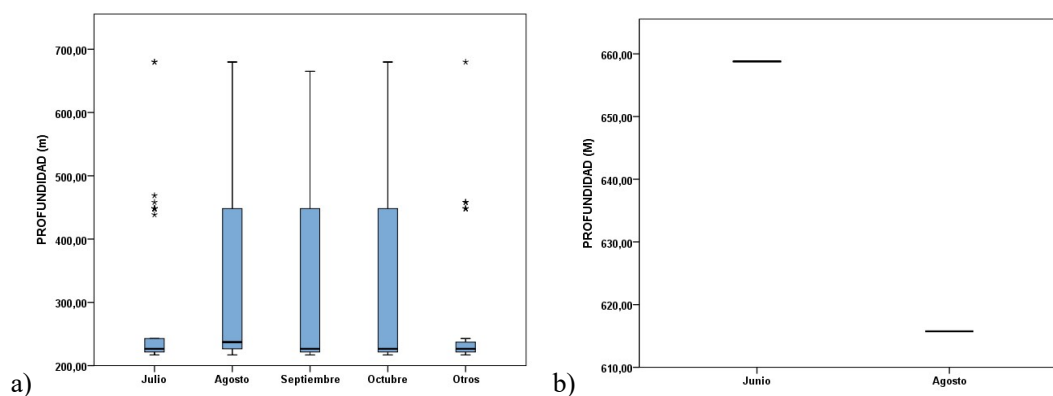 PROFUNDIDAD (m)
700,00
600,00
500,00
400,00
300,00
200,00
Julio Agosto Septiembre Octubre Otros
a)
PROFUNDIDAD (M)
660,00
650,00
640,00
630,00
620,00
610,00
Junio Agosto
b)